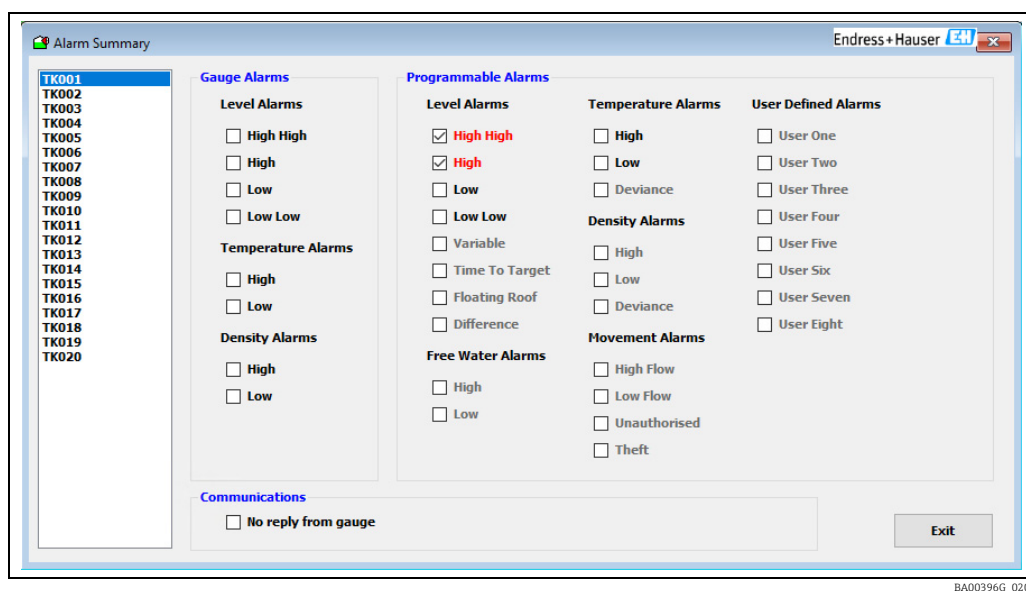 Alarm Summary
Endress+Hauser EH
TK001
TK002
TK003
TK004
TK005
TK006
TK007
TK008
TK009
TK010
TK011
TK012
TK013
TK014
TK015
TK016
TK017
TK018
TK019
TK020
Gauge Alarms
Level Alarms
High High
High
Low
Low Low
Temperature Alarms
High
Low
Density Alarms
High
Low
Programmable Alarms
Level Alarms
High High
High
Low
Low Low
Variable
Time To Target
Floating Roof
Difference
Free Water Alarms
High
Low
Temperature Alarms
High
Low
Deviance
Density Alarms
High
Low
Deviance
Movement Alarms
High Flow
Low Flow
Unauthorised
Theft
User Defined Alarms
User One
User Two
User Three
User Four
User Five
User Six
User Seven
User Eight
Communications
No reply from gauge
Exit